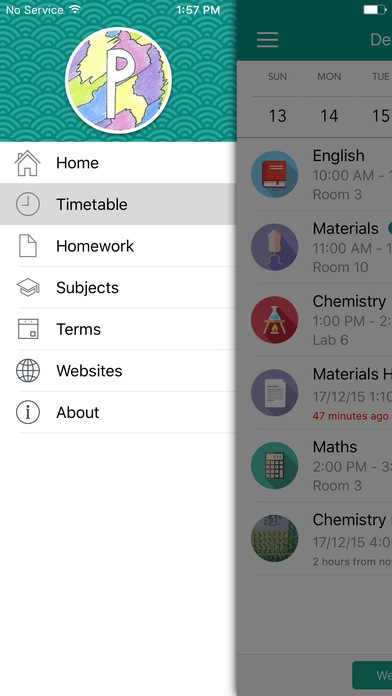 No Service 1:57 PM
P
Home
Timetable
Homework
Subjects
Terms
Websites
About
De
SUN MON TUE
13 14 15
English
10:00 AM - 1
Room 3
Materials
11:00 AM - 1
Room 10
Chemistry
1:00 PM - 2:
Lab 6
Materials H
17/12/15 1:10
47 minutes ago
Maths
2:00 PM - 3:
Room 3
Chemistry
17/12/15 4:0
2 hours from no
We